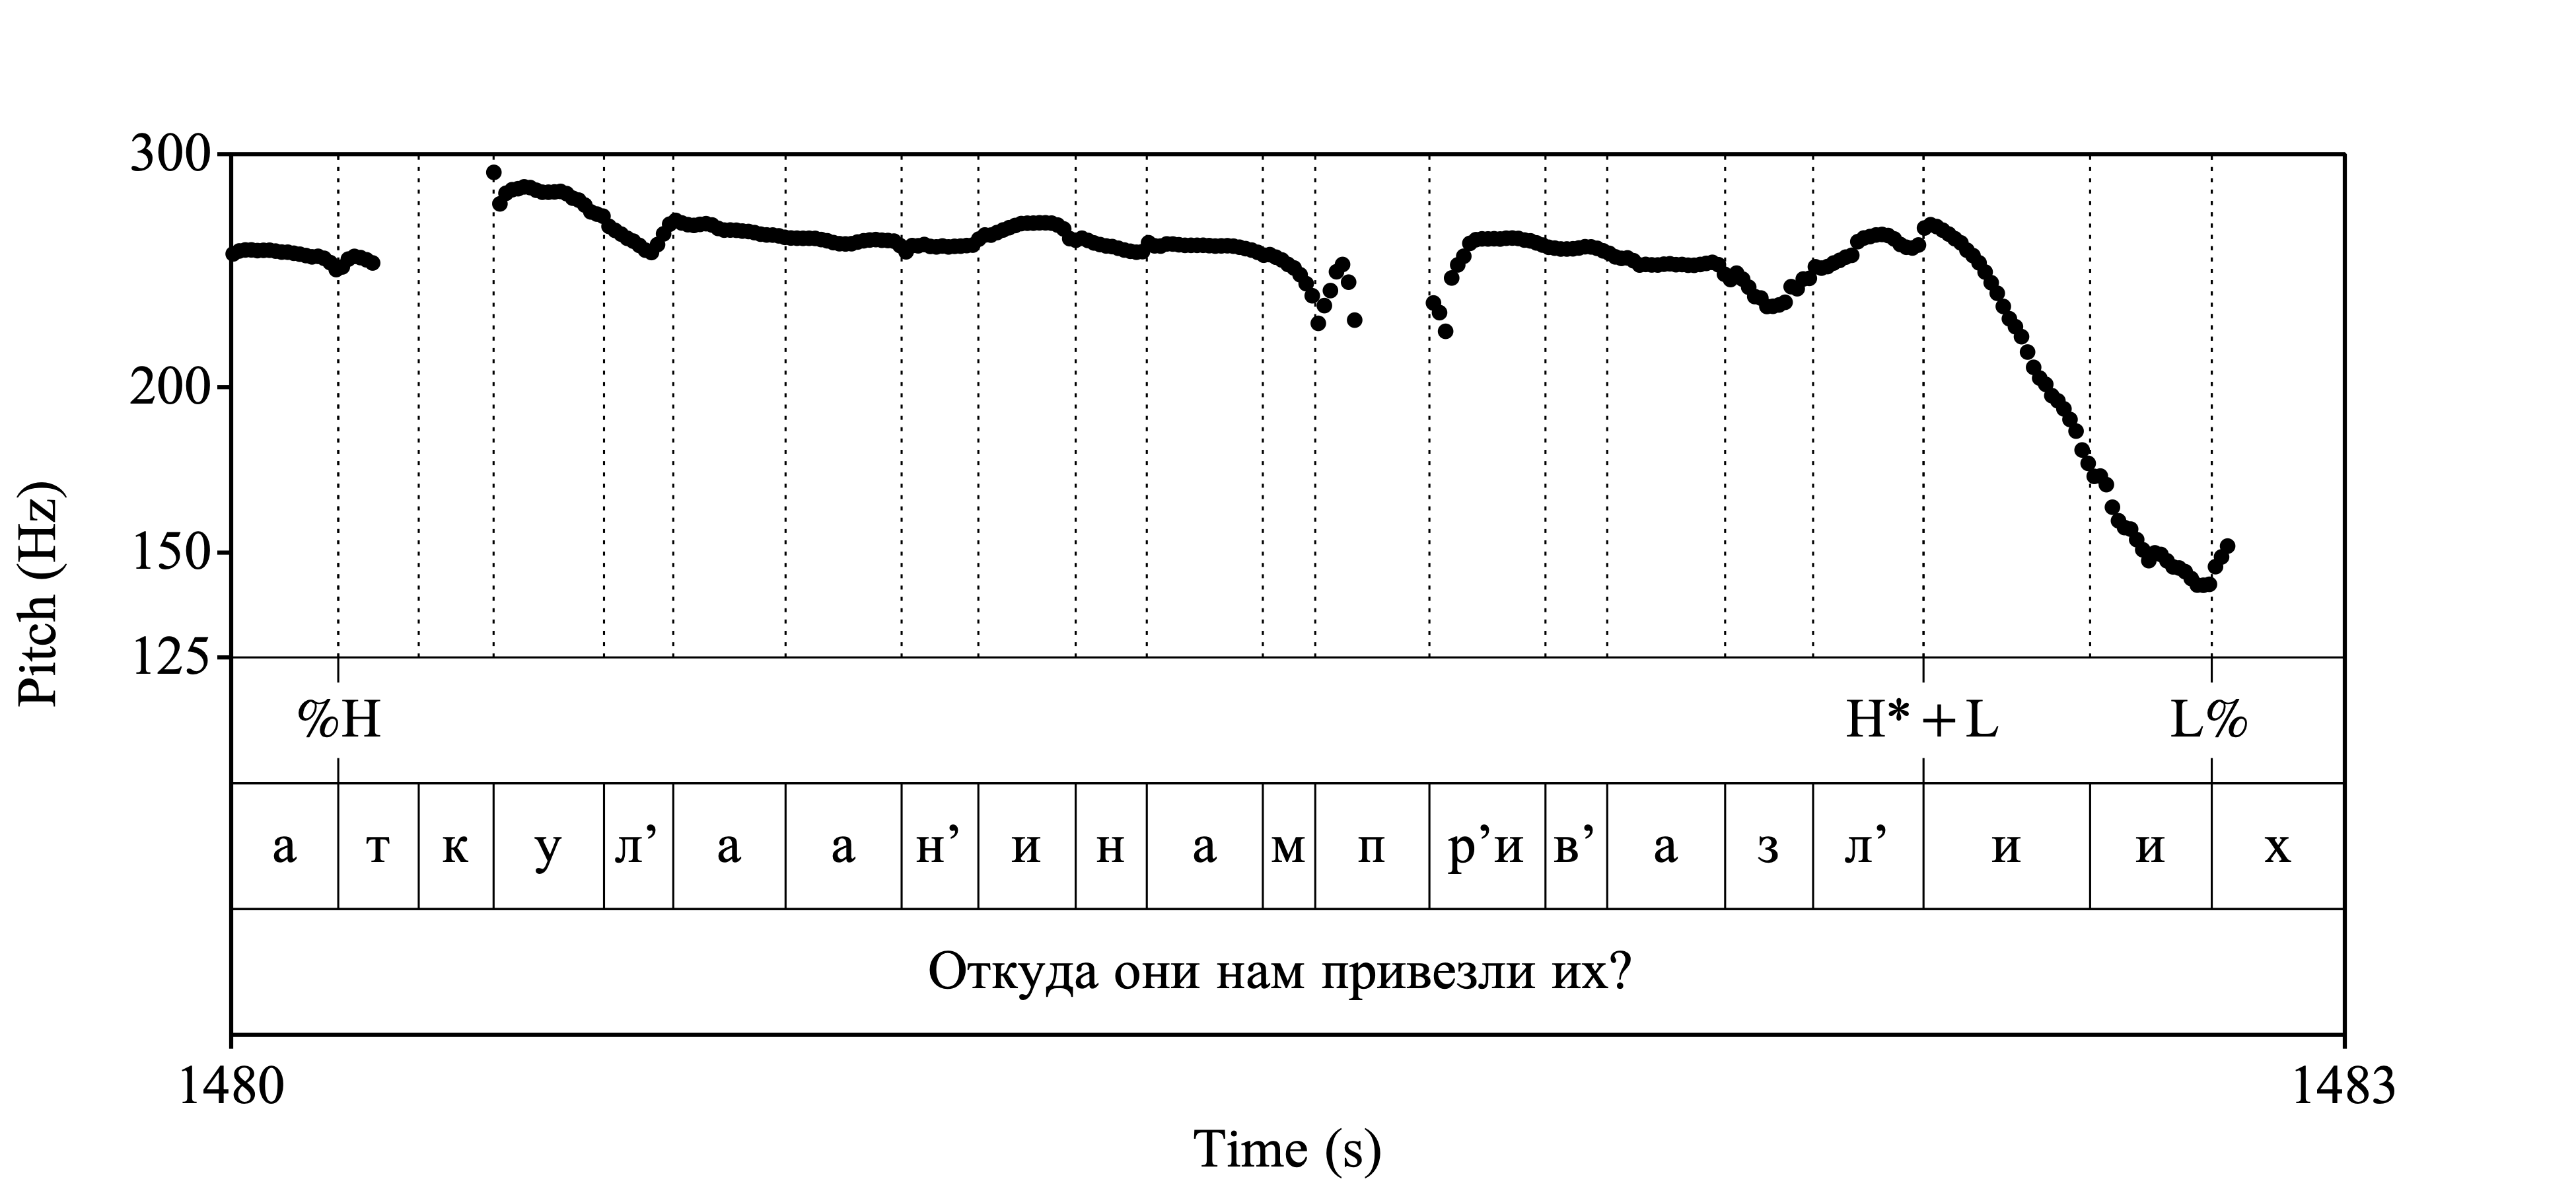 300
200
150
125
Pitch (Hz)
%H H*+L L%
а т к у л’ а а н’ и н а м п р’и в’ а з л’ и и х
Откуда они нам привезли их?
1480 1483
Time (s)